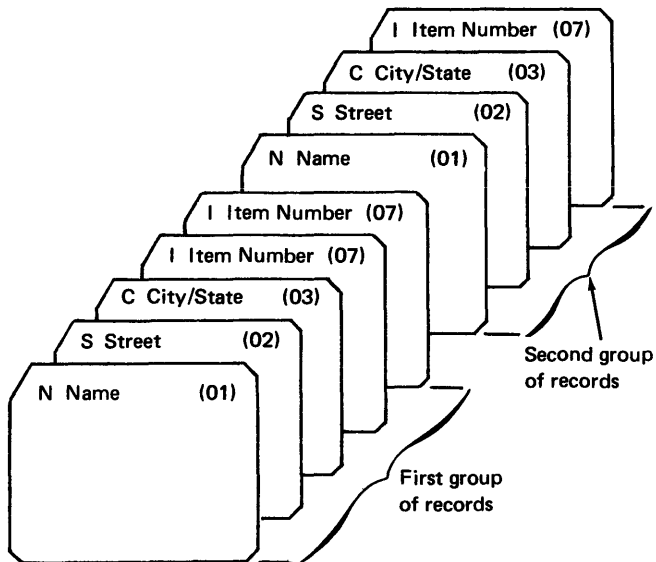 I Item Number (07)
C City/State (03)
S Street (02)
N Name (01)
I Item Number (07)
I Item Number (07)
C City/State (03)
S Street (02)
N Name (01)
Second group
of records
First group
of records